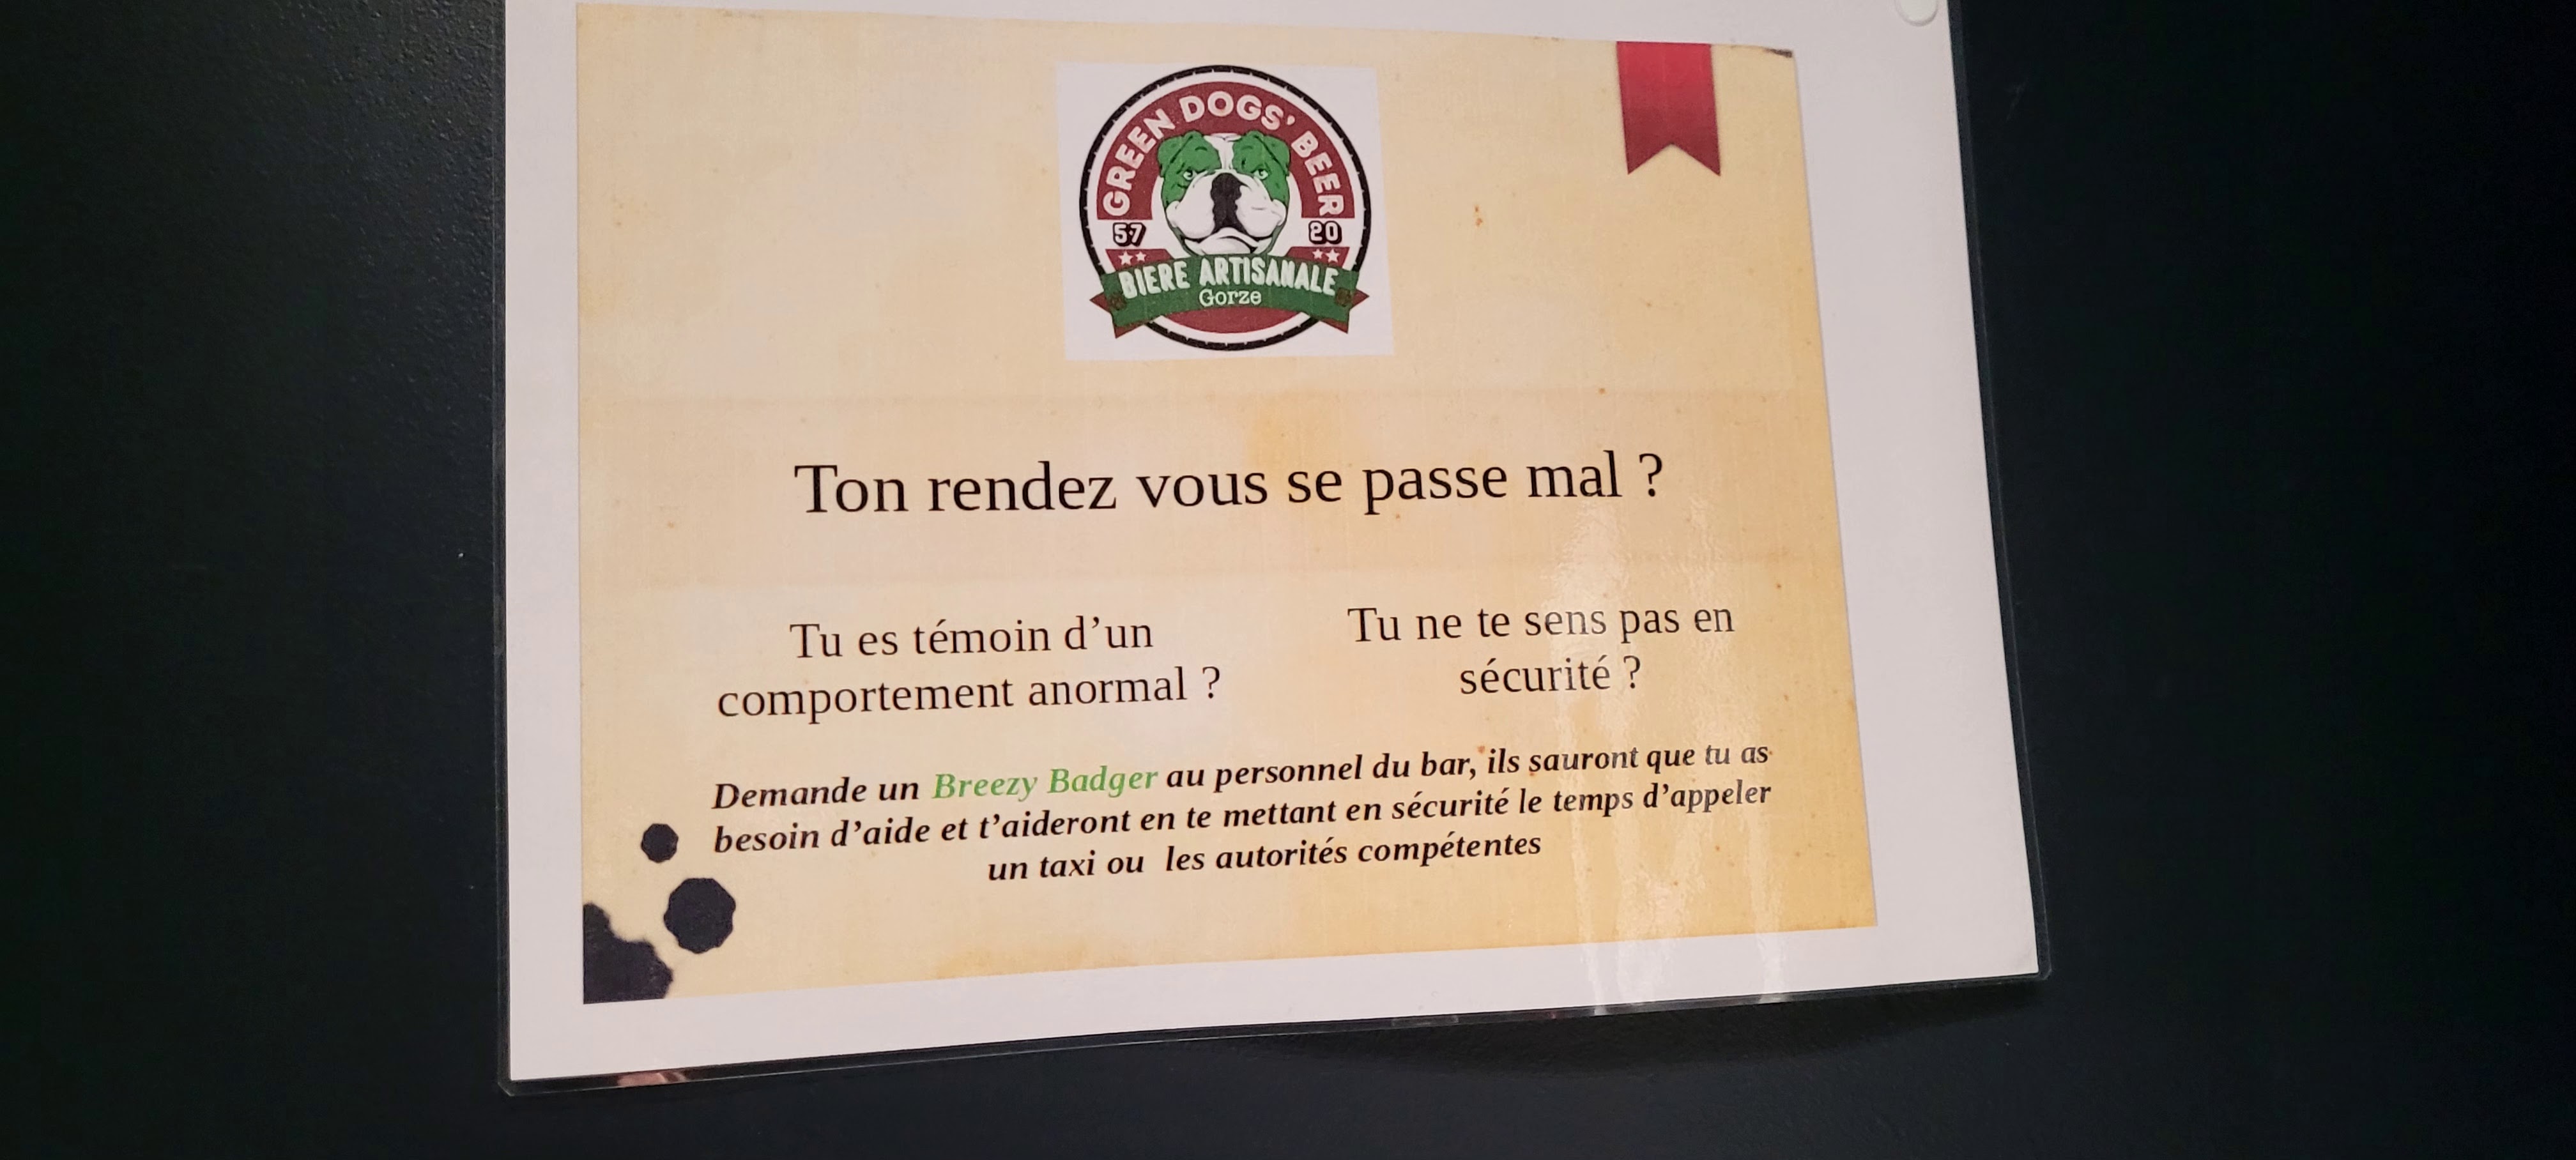 GREEN DOGS' BEER
57 20
BIERE ARTISANALE
Gorze
Ton rendez vous se passe mal ?
Tu es témoin d’un
comportement anormal ?
Tu ne te sens pas en
sécurité ?
Demande un Breezy Badger au personnel du bar, ils sauront que tu as
besoin d’aide et t’aideront en te mettant en sécurité le temps d’appeler
un taxi ou  les autorités compétentes